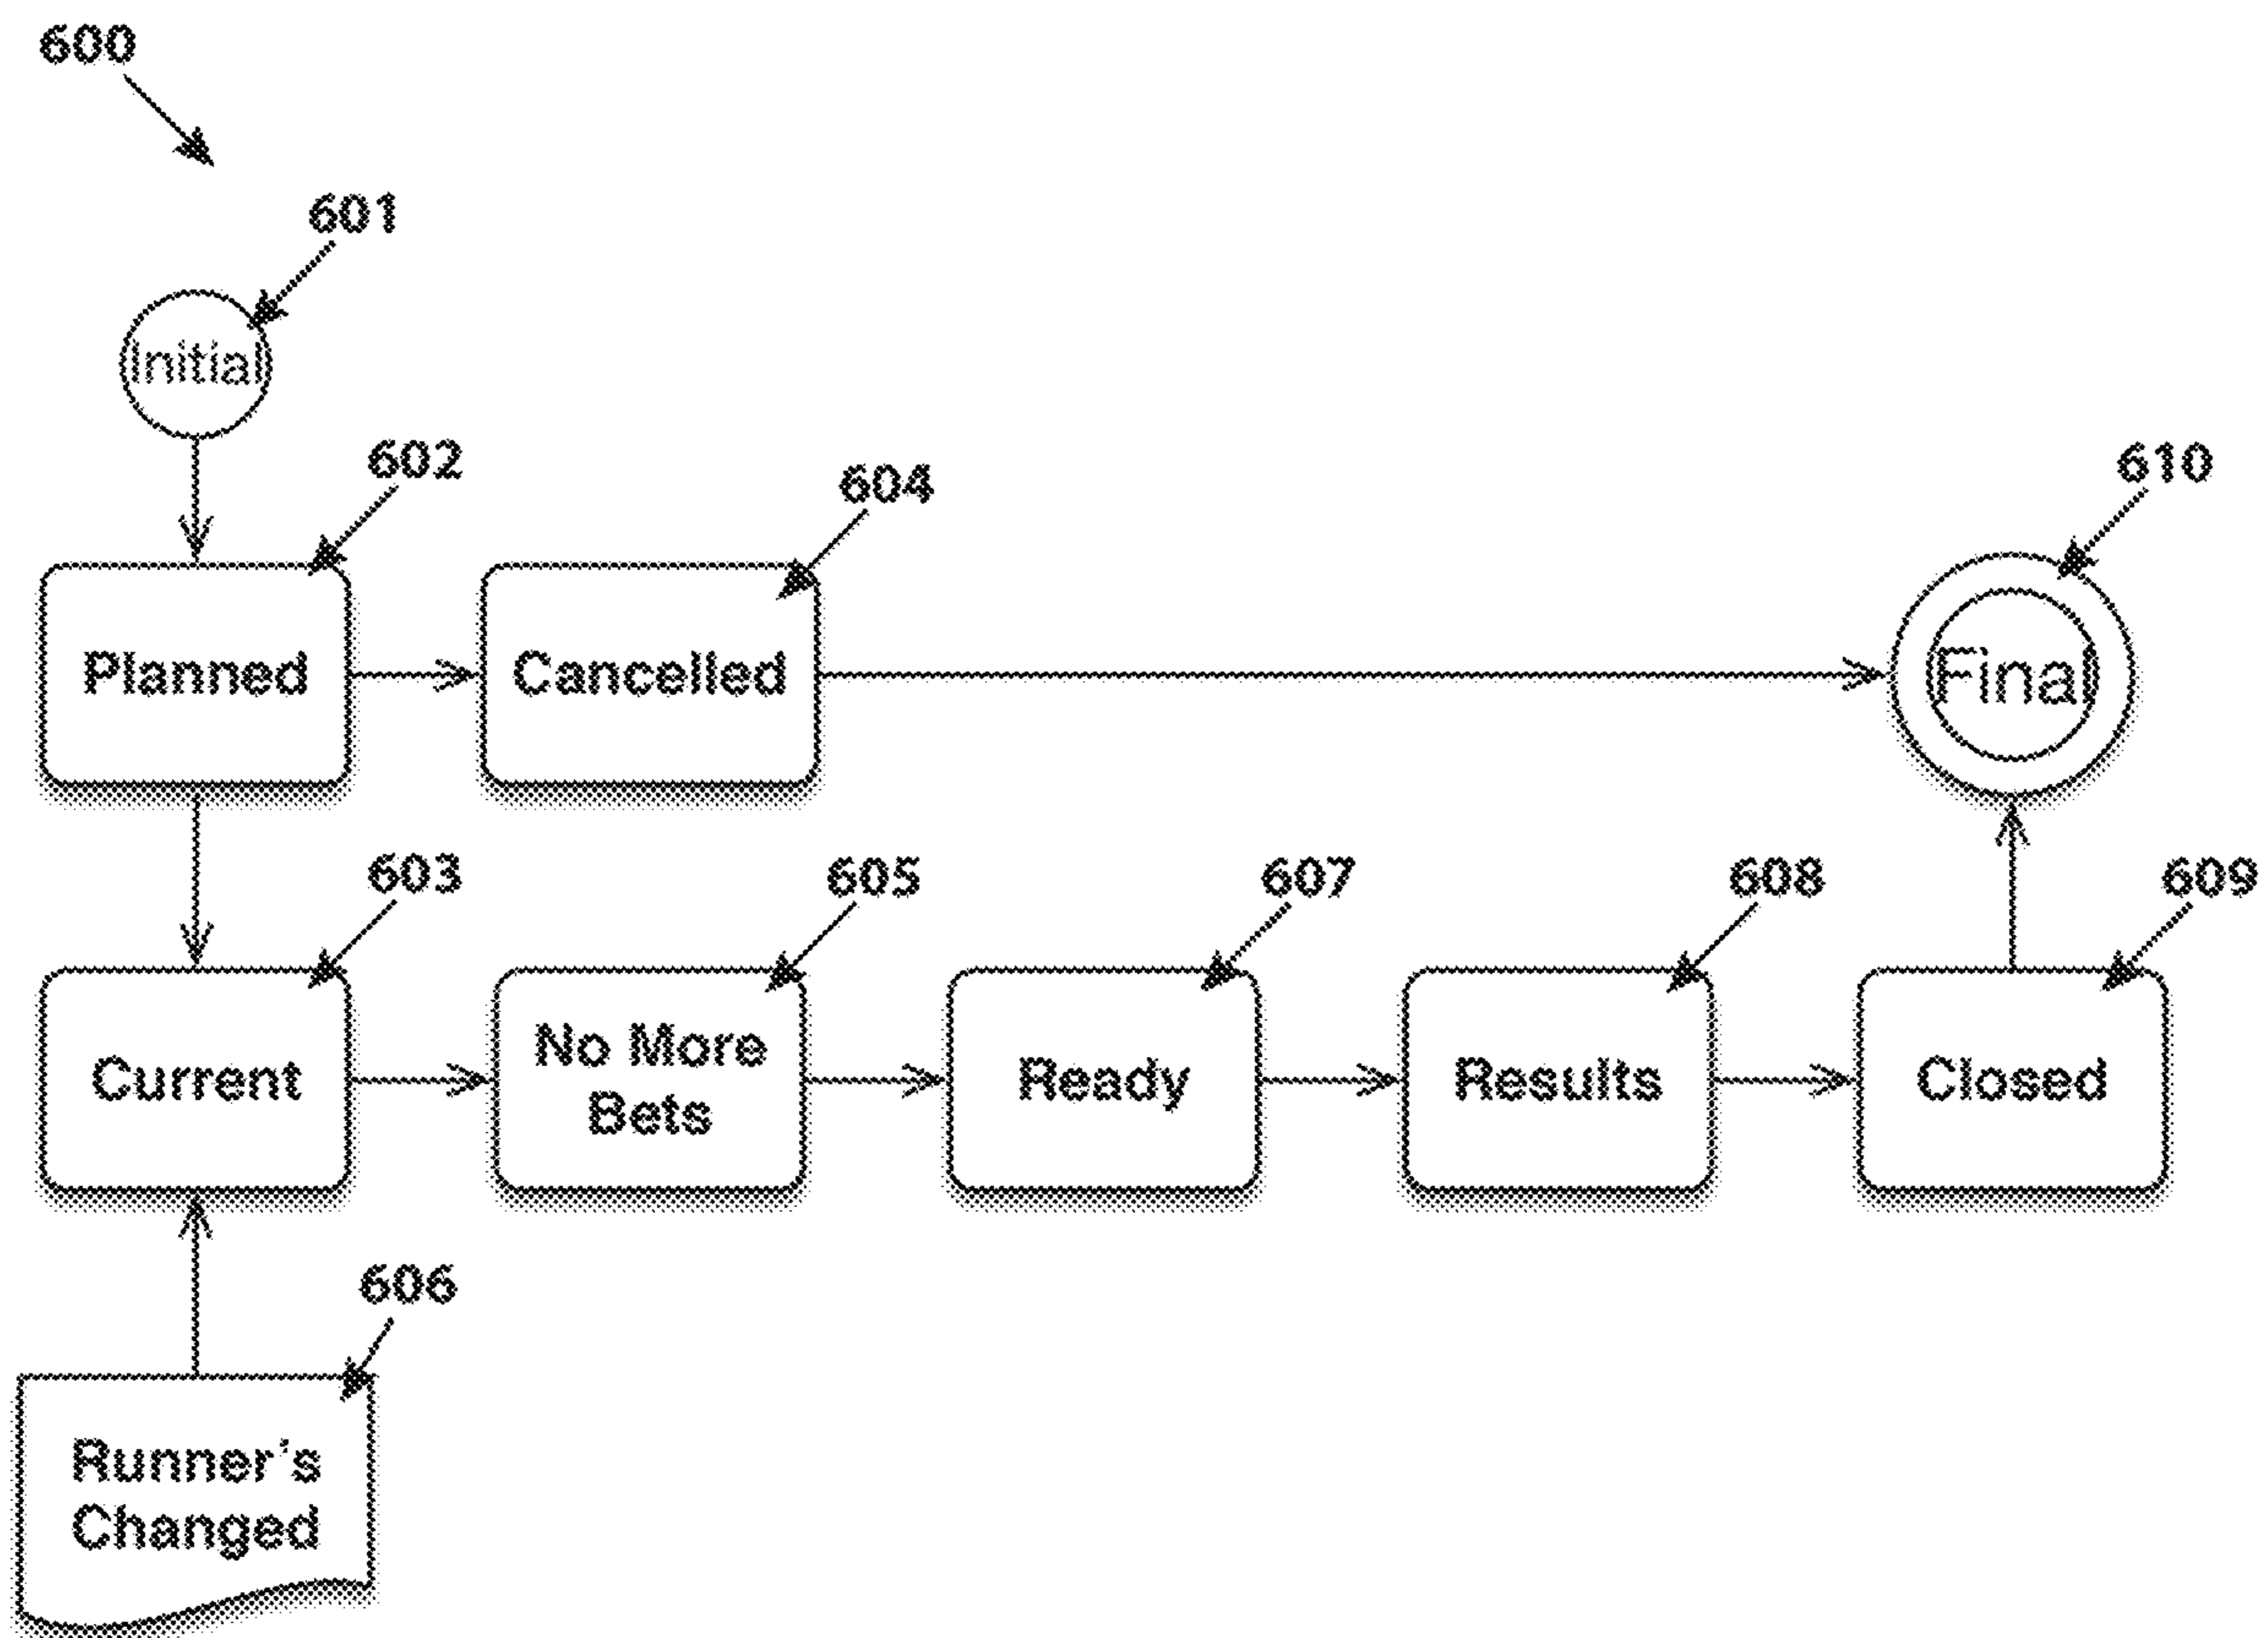 600
601
Initial
602
604
610
Planned
Cancelled
Final
603
605
607
608
609
Current
No More
Bets
Ready
Results
Closed
606
Runner's
Changed